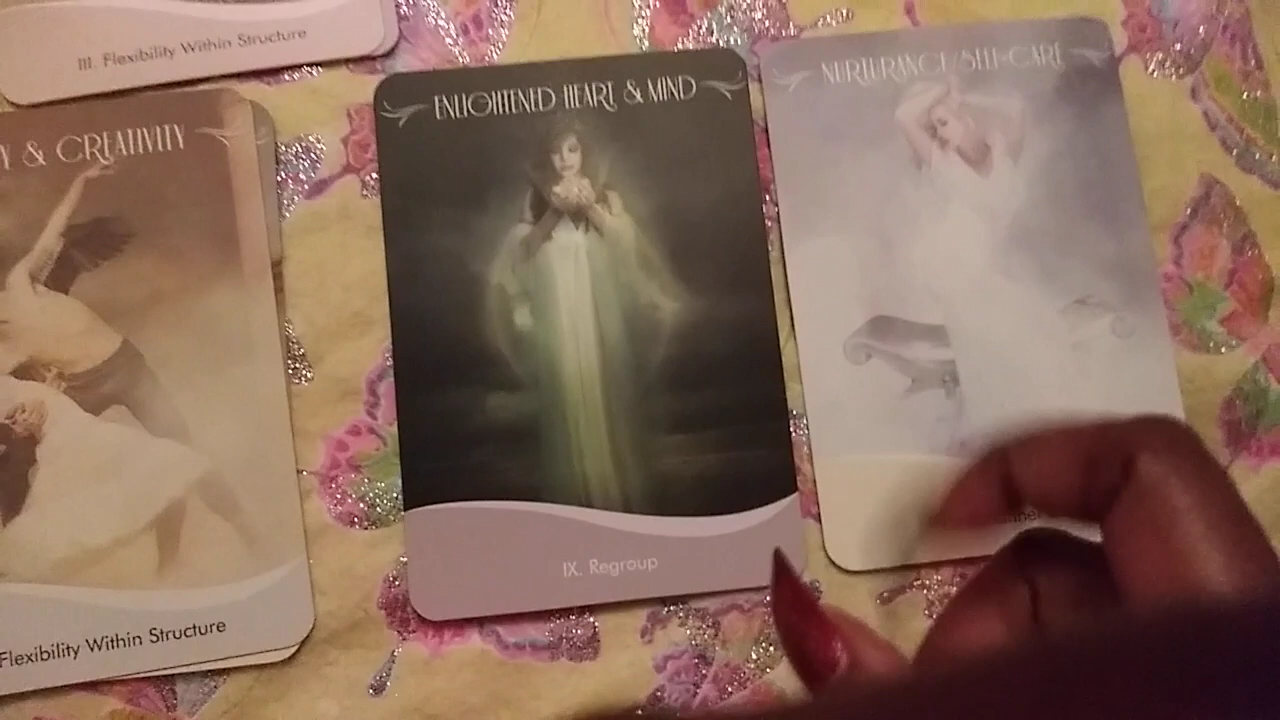 III. Flexibility Within Structure
Y & CREATIVITY
Flexibility Within Structure
ENLIGHTENED HEART & MIND
IX. Regroup
NURTURANCE/SELF-CARE